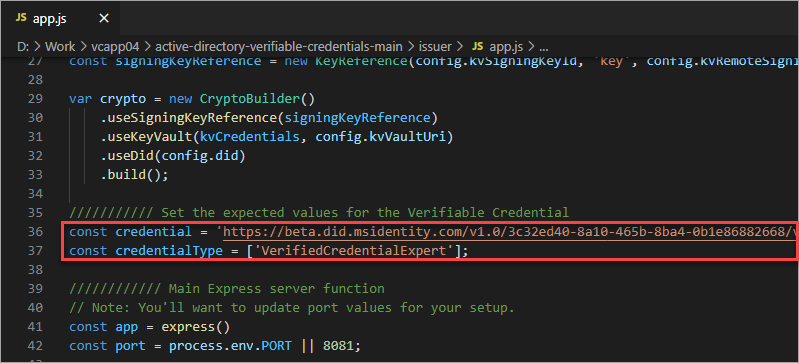 JS app.js ×
D: > Work > vcapp04 > active-directory-verifiable-credentials-main > issuer > JS app.js > ...
27 const signingKeyReference = new KeyReference(config.kvSigningKeyId, 'key', config.kvRemoteSigni
28
29 var crypto = new CryptoBuilder()
30 .useSigningKeyReference(signingKeyReference)
31 .useKeyVault(kvCredentials, config.kvVaultUri)
32 .useDid(config.did)
33 .build();
34
35 /////////// Set the expected values for the Verifiable Credential
36 const credential = 'https://beta.did.msidentity.com/v1.0/3c32ed40-8a10-465b-8ba4-0b1e86882668/v
37 const credentialType = ['VerifiedCredentialExpert'];
38
39 //////////// Main Express server function
40 // Note: You'll want to update port values for your setup.
41 const app = express()
42 const port = process.env.PORT || 8081;